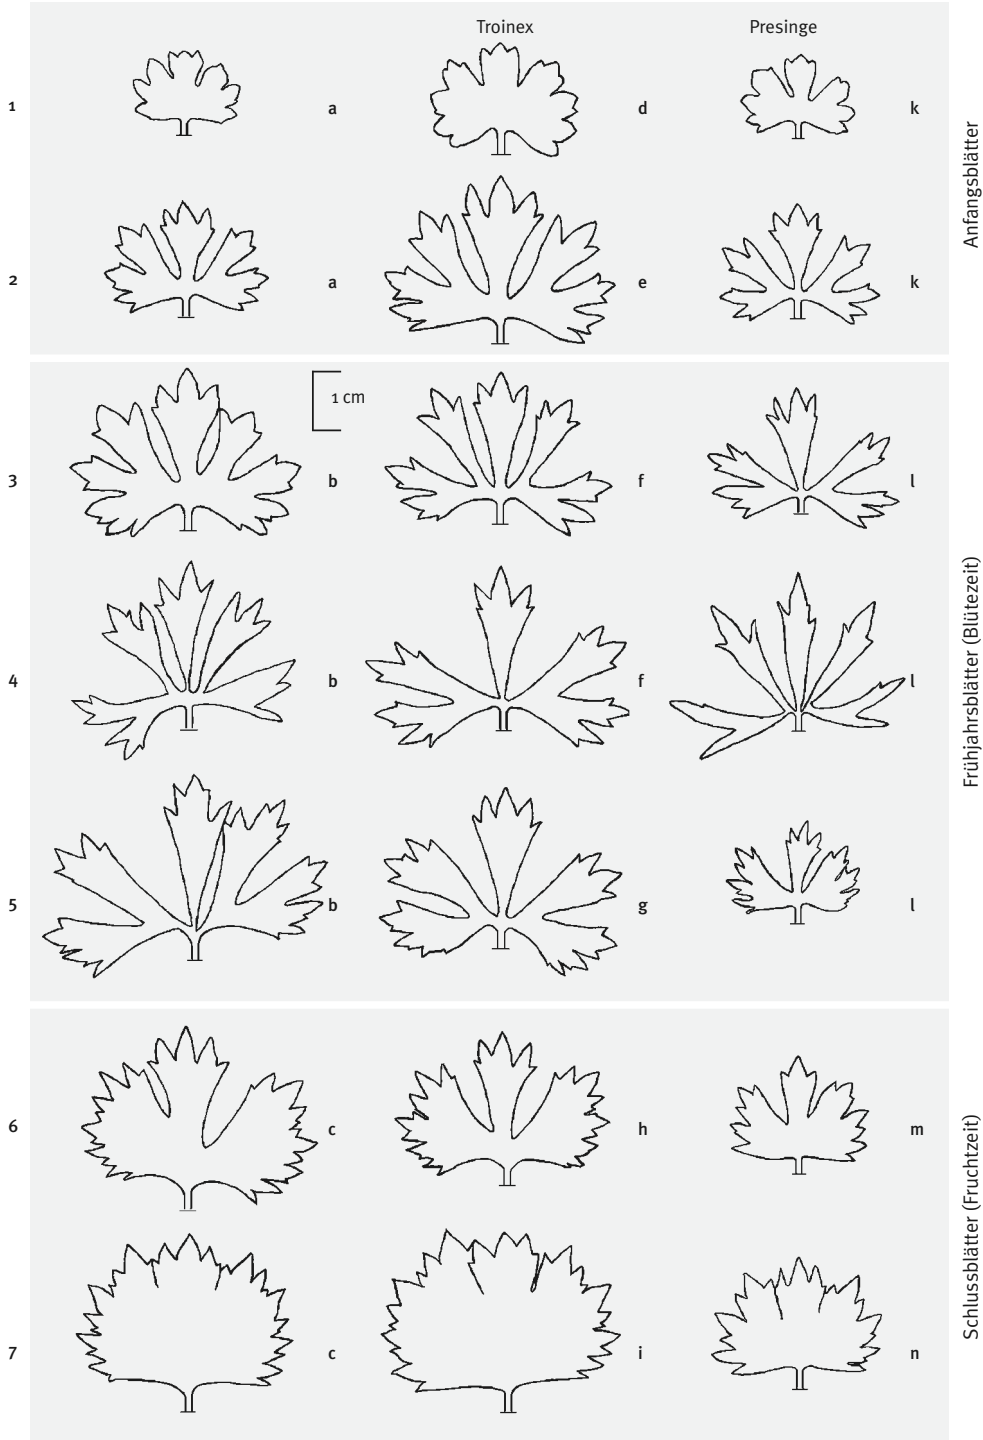 Troinex Presinge
1 a d k
Anfangsblätter
2 a e k
1 cm
3 b f l
4 b f l
Frühjahrsblätter (Blütezeit)
5 b g l
6 c h m
Schlussblätter (Fruchtzeit)
7 c i n